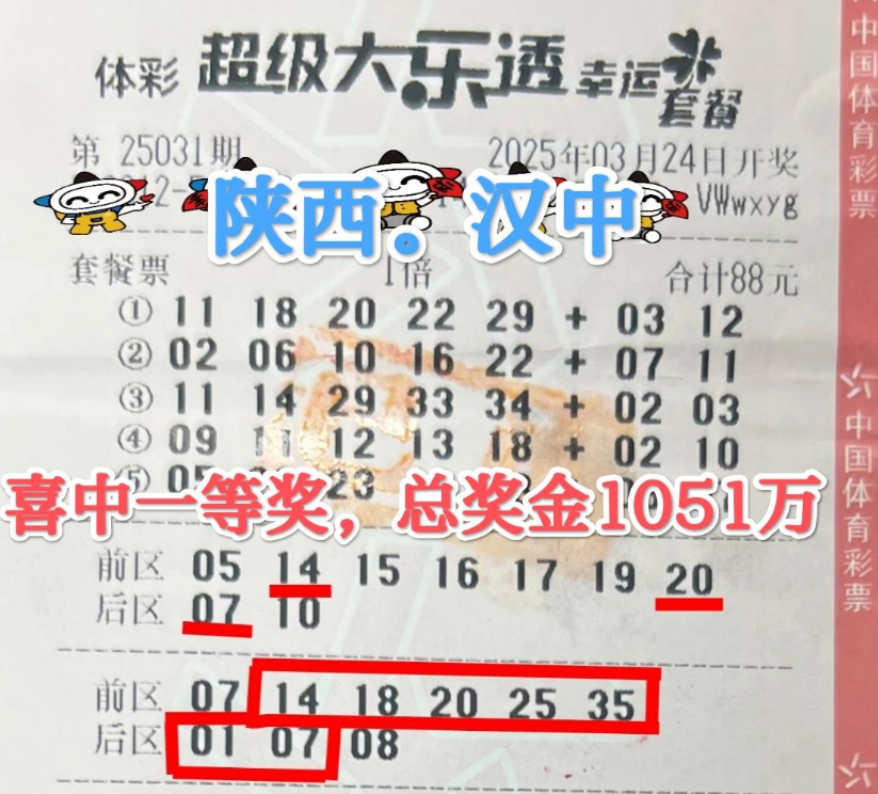 体彩 超级大乐透 幸运套餐
第 25031期 2025年03月24日开奖
VWwxyg
陕西。汉中
套餐票 1倍 合计88元
① 11 18 20 22 29 + 03 12
② 02 06 10 16 22 + 07 11
③ 11 14 29 33 34 + 02 03
④ 09 11 12 13 18 + 02 10
⑤ 05 23
喜中一等奖，总奖金1051万
前区 05 14 15 16 17 19 20
后区 07 10
前区 07 14 18 20 25 35
后区 01 07 08
中国体育彩票
中国体育彩票